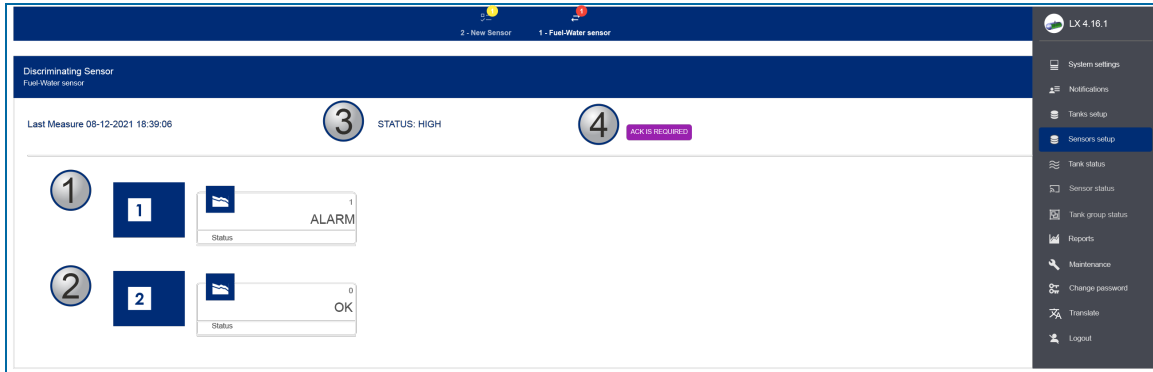 1
1
2 - New Sensor
1 - Fuel-Water sensor
LX 4.16.1
Discriminating Sensor
Fuel-Water sensor
Last Measure 08-12-2021 18:39:06
3
STATUS: HIGH
4
ACK IS REQUIRED
1
1
1
ALARM
Status
2
2
0
OK
Status
System settings
Notifications
Tanks setup
Sensors setup
Tank status
Sensor status
Tank group status
Reports
Maintenance
Change password
Translate
Logout